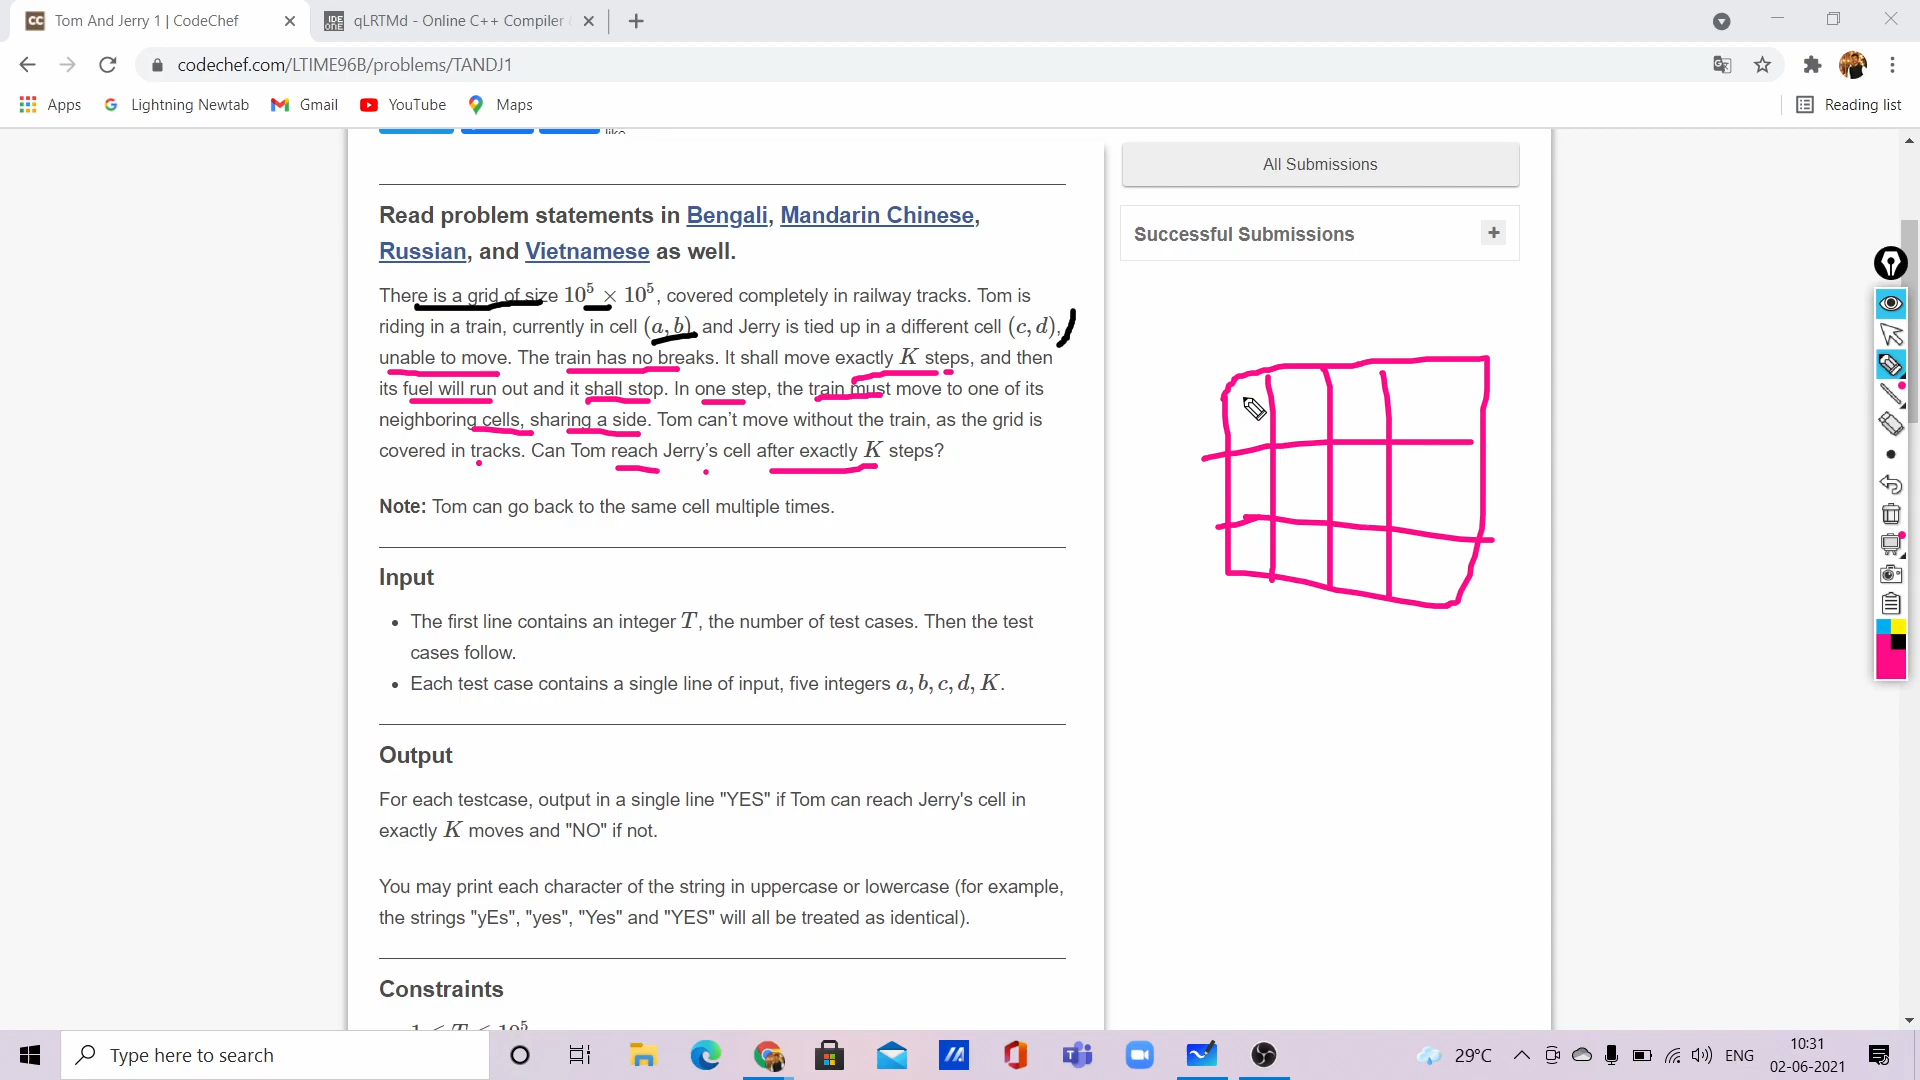 Tom And Jerry 1 | CodeChef
qLRTMd - Online C++ Compiler
codechef.com/LTIME96B/problems/TANDJ1
Apps
Lightning Newtab
Gmail
YouTube
Maps
Reading list
All Submissions
Read problem statements in Bengali, Mandarin Chinese,
Russian, and Vietnamese as well.
Successful Submissions
There is a grid of size 10⁵ × 10⁵, covered completely in railway tracks. Tom is
riding in a train, currently in cell (a, b), and Jerry is tied up in a different cell (c, d),
unable to move. The train has no breaks. It shall move exactly K steps, and then
its fuel will run out and it shall stop. In one step, the train must move to one of its
neighboring cells, sharing a side. Tom can’t move without the train, as the grid is
covered in tracks. Can Tom reach Jerry’s cell after exactly K steps?
Note: Tom can go back to the same cell multiple times.
Input
• The first line contains an integer T, the number of test cases. Then the test
cases follow.
• Each test case contains a single line of input, five integers a, b, c, d, K.
Output
For each testcase, output in a single line "YES" if Tom can reach Jerry's cell in
exactly K moves and "NO" if not.
You may print each character of the string in uppercase or lowercase (for example,
the strings "yEs", "yes", "Yes" and "YES" will all be treated as identical).
Constraints
Type here to search
29°C
ENG
10:31
02-06-2021